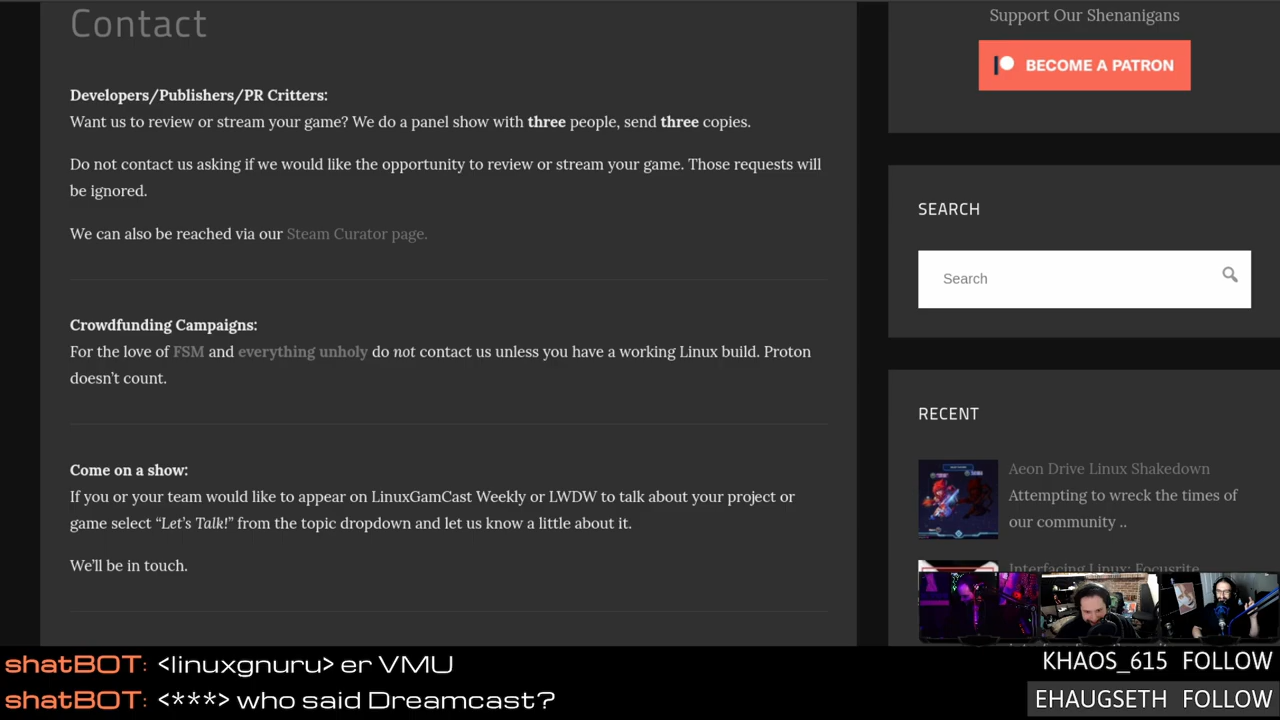 Contact
Developers/Publishers/PR Critters:
Want us to review or stream your game? We do a panel show with three people, send three copies.
Do not contact us asking if we would like the opportunity to review or stream your game. Those requests will
be ignored.
We can also be reached via our Steam Curator page.
Crowdfunding Campaigns:
For the love of FSM and everything unholy do not contact us unless you have a working Linux build. Proton
doesn’t count.
Come on a show:
If you or your team would like to appear on LinuxGamCast Weekly or LWDW to talk about your project or
game select “Let’s Talk!” from the topic dropdown and let us know a little about it.
We’ll be in touch.
Support Our Shenanigans
BECOME A PATRON
SEARCH
Search
RECENT
Aeon Drive Linux Shakedown
Attempting to wreck the times of
our community ..
Interfacing Linux: Focusrite
shatBOT: <linuxgnuru> er VMU
shatBOT: <***> who said Dreamcast?
KHAOS_615 FOLLOW
EHAUGSETH FOLLOW